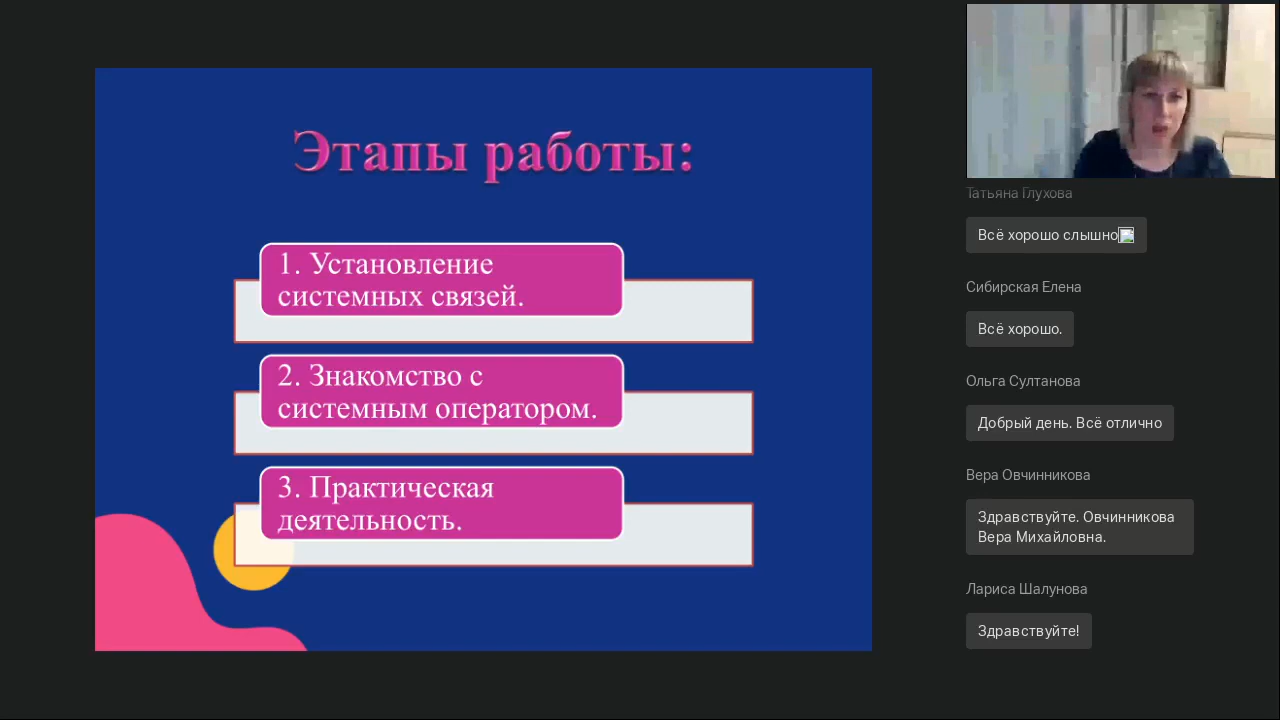 Этапы работы:
1. Установление
системных связей.
2. Знакомство с
системным оператором.
3. Практическая
деятельность.
Татьяна Глухова
Всё хорошо слышно
Сибирская Елена
Всё хорошо.
Ольга Султанова
Добрый день. Всё отлично
Вера Овчинникова
Здравствуйте. Овчинникова
Вера Михайловна.
Лариса Шалунова
Здравствуйте!